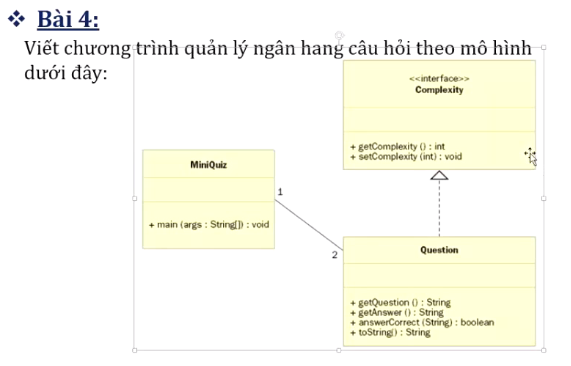 ❖ Bài 4:
Viết chương trình quản lý ngân hang câu hỏi theo mô hình
dưới đây:
<<interface>>
Complexity
+ getComplexity () : int
+ setComplexity (int) : void
MiniQuiz
+ main (args : String[]) : void
1
2
Question
+ getQuestion () : String
+ getAnswer () : String
+ answerCorrect (String) : boolean
+ toString() : String